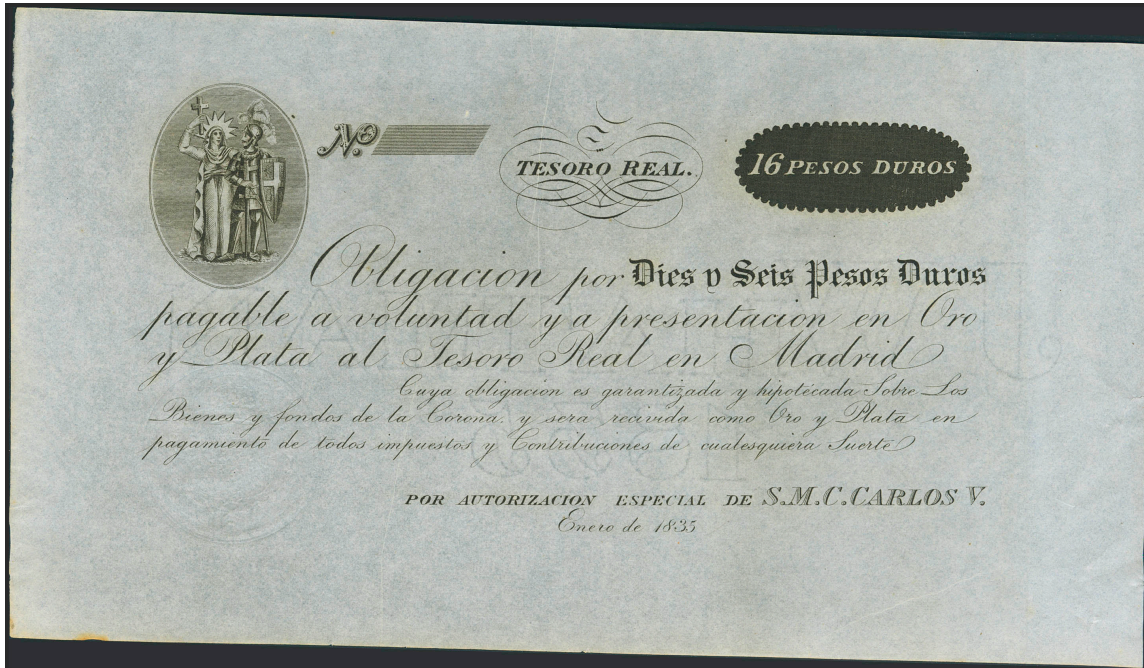 No.
TESORO REAL.
16 PESOS DUROS
Obligacion por Dies y Seis Pesos Duros
pagable a voluntad y a presentacion en Oro
y Plata al Tesoro Real en Madrid
Cuya obligacion es garantizada y hipotecada Sobre Los
Bienes y fondos de la Corona. y sera recivida como Oro y Plata en
pagamiento de todos impuestos y Contribuciones de cualesquiera Suerte
POR AUTORIZACION ESPECIAL DE S.M.C. CARLOS V.
Enero de 1835